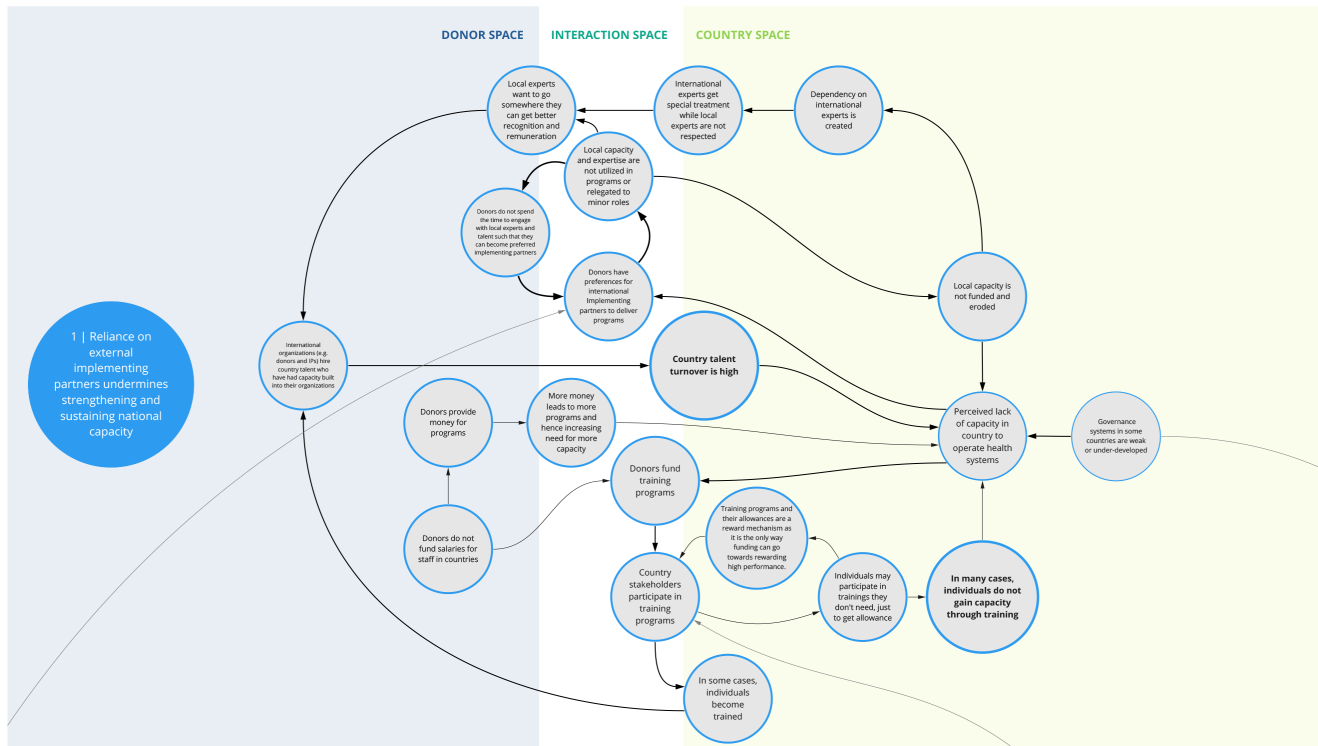 DONOR SPACE
INTERACTION SPACE
COUNTRY SPACE
Local experts
want to go
somewhere they
can get better
recognition and
remuneration
International
experts get
special treatment
while local
experts are not
respected
Dependency on
international
experts is
created
Local capacity
and expertise are
not utilized in
programs or
relegated to
minor roles
Donors do not spend
the time to engage
with local experts and
talent such that they
can become preferred
implementing partners
Donors have
preferences for
international
Implementing
partners to deliver
programs
Local capacity is
not funded and
eroded
1 | Reliance on
external
implementing
partners undermines
strengthening and
sustaining national
capacity
International
organizations (e.g.
donors and IPs) hire
country talent who
have had capacity built
into their organizations
Country talent
turnover is high
Donors provide
money for
programs
More money
leads to more
programs and
hence increasing
need for more
capacity
Perceived lack
of capacity in
country to
operate health
systems
Governance
systems in some
countries are weak
or under-developed
Donors fund
training
programs
Donors do not
fund salaries for
staff in countries
Training programs and
their allowances are a
reward mechanism as
it is the only way
funding can go
towards rewarding
high performance.
Country
stakeholders
participate in
training
programs
Individuals may
participate in
trainings they
don't need, just
to get allowance
In many cases,
individuals do not
gain capacity
through training
In some cases,
individuals
become
trained